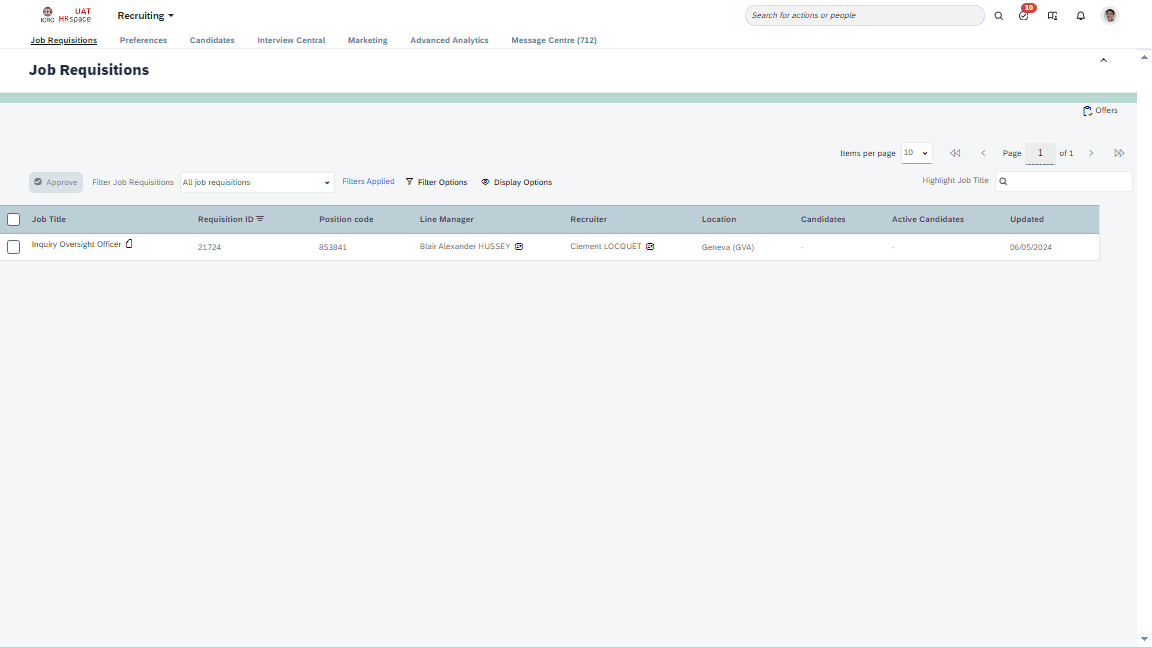 ICRC UAT HRspace Recruiting Search for actions or people 10
Job Requisitions Preferences Candidates Interview Central Marketing Advanced Analytics Message Centre (712)
Job Requisitions
Offers
Items per page 10 Page 1 of 1
Approve Filter Job Requisitions All job requisitions Filters Applied Filter Options Display Options Highlight Job Title
Job Title Requisition ID Position code Line Manager Recruiter Location Candidates Active Candidates Updated
Inquiry Oversight Officer 21724 853841 Blair Alexander HUSSEY Clement LOCQUET Geneva (GVA) - - 06/05/2024